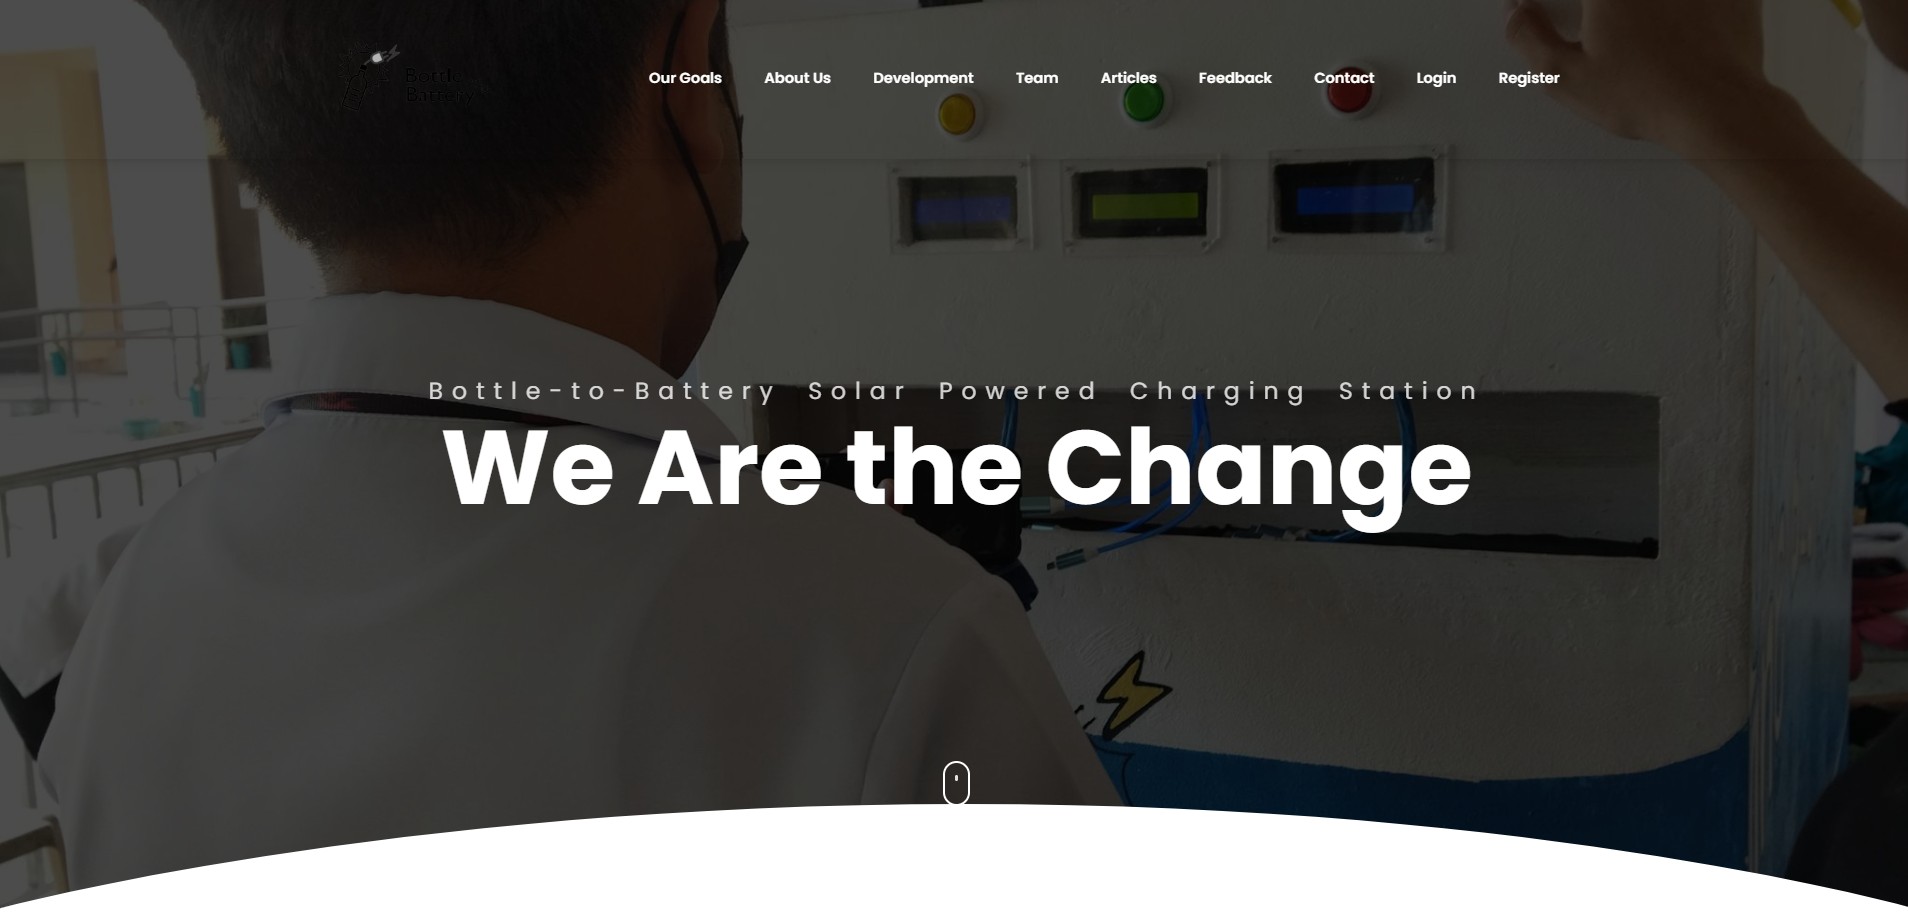 Bottle
Battery
Our Goals About Us Development Team Articles Feedback Contact Login Register
Bottle-to-Battery Solar Powered Charging Station
We Are the Change